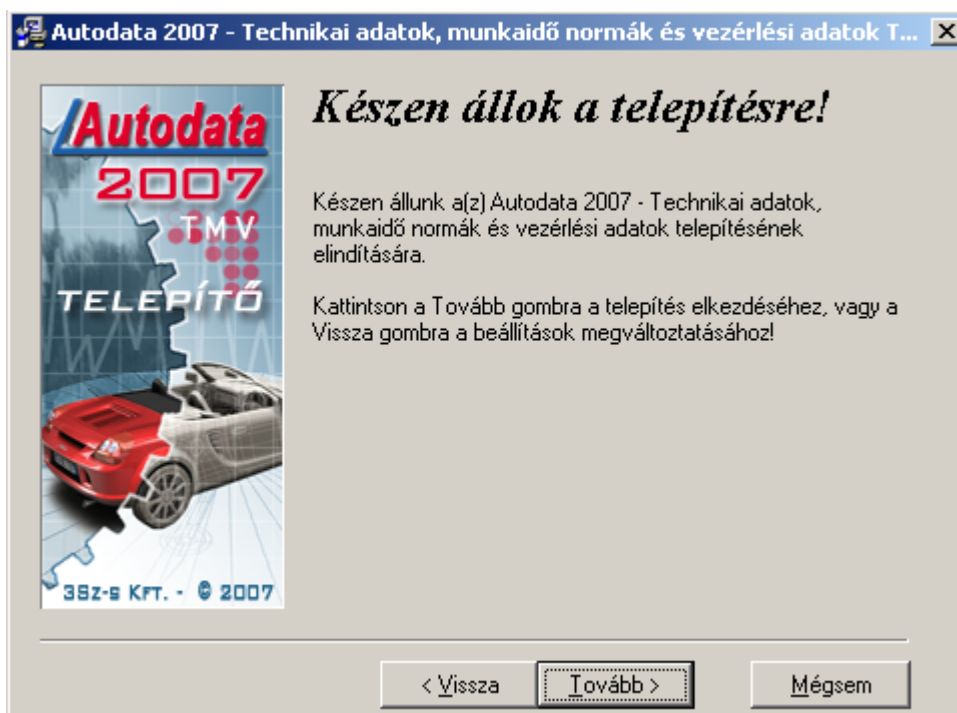 Autodata 2007 - Technikai adatok, munkaidő normák és vezérlési adatok T...
Autodata
2007
TMV
TELEPÍTŐ
3Sz-s Kft. - © 2007
Készen állok a telepítésre!
Készen állunk a(z) Autodata 2007 - Technikai adatok,
munkaidő normák és vezérlési adatok telepítésének
elindítására.
Kattintson a Tovább gombra a telepítés elkezdéséhez, vagy a
Vissza gombra a beállítások megváltoztatásához!
< Vissza
Tovább >
Mégsem